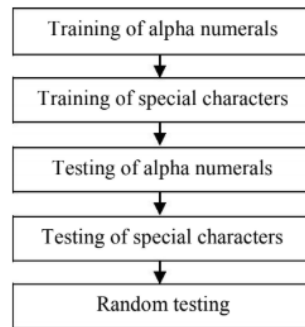 Training of alpha numerals
Training of special characters
Testing of alpha numerals
Testing of special characters
Random testing